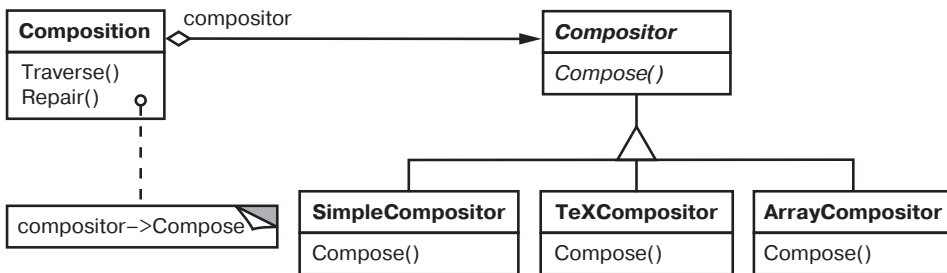 compositor
Composition
Traverse()
Repair()
Compositor
Compose()
compositor->Compose
SimpleCompositor
Compose()
TeXCompositor
Compose()
ArrayCompositor
Compose()